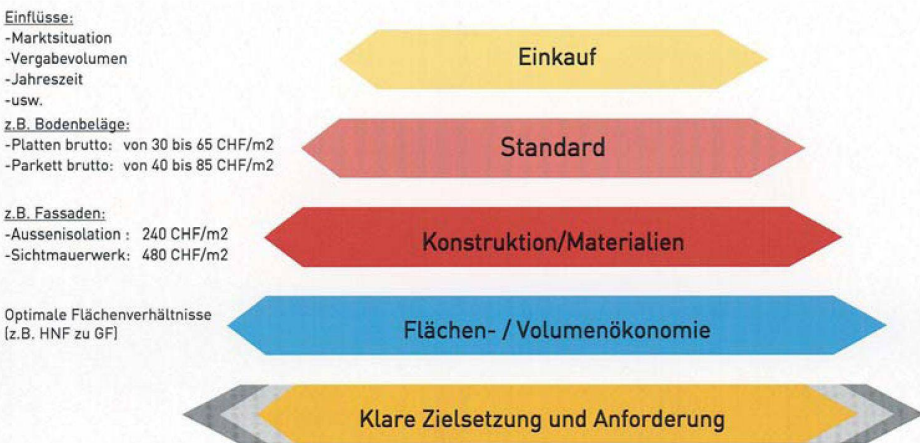 Einflüsse:
-Marktsituation
-Vergabevolumen
-Jahreszeit
-usw.
Einkauf
z.B. Bodenbeläge:
-Platten brutto: von 30 bis 65 CHF/m2
-Parkett brutto: von 40 bis 85 CHF/m2
Standard
z.B. Fassaden:
-Aussenisolation : 240 CHF/m2
-Sichtmauerwerk: 480 CHF/m2
Konstruktion/Materialien
Optimale Flächenverhältnisse
(z.B. HNF zu GF)
Flächen- / Volumenökonomie
Klare Zielsetzung und Anforderung